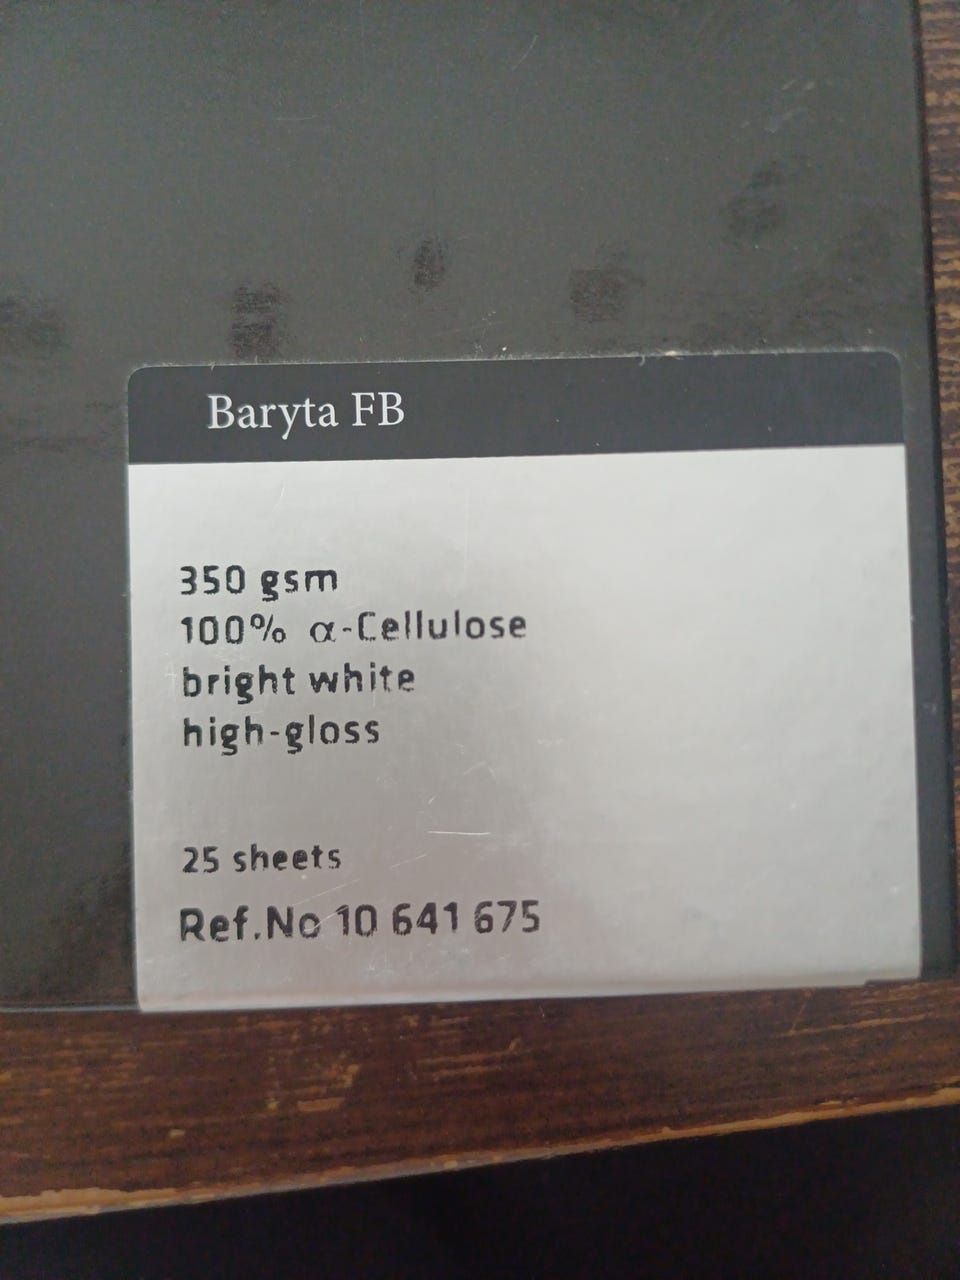 Baryta FB
350 gsm
100% α-Cellulose
bright white
high-gloss
25 sheets
Ref.No 10 641 675